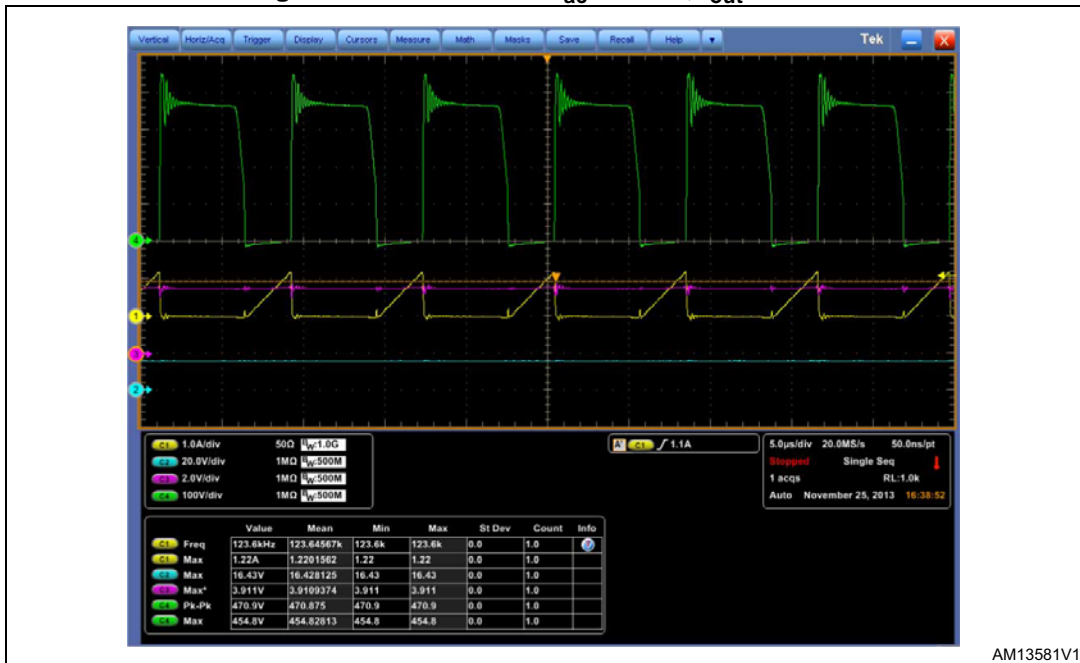 Vertical Horiz/Acq Trigger Display Cursors Measure Math Masks Save Recall Help Tek X
4
1
3
2
C1 1.0A/div 50Ω BW:1.0G
C2 20.0V/div 1MΩ BW:500M
C3 2.0V/div 1MΩ BW:500M
C4 100V/div 1MΩ BW:500M
A' C1 1.1A
5.0µs/div 20.0MS/s 50.0ns/pt
Stopped Single Seq
1 acqs RL:1.0k
Auto November 25, 2013 16:38:52
Value Mean Min Max St Dev Count Info
C1 Freq 123.6kHz 123.64567k 123.6k 123.6k 0.0 1.0
C1 Max 1.22A 1.2201562 1.22 1.22 0.0 1.0
C2 Max 16.43V 16.428125 16.43 16.43 0.0 1.0
C3 Max* 3.911V 3.9109374 3.911 3.911 0.0 1.0
C4 Pk-Pk 470.9V 470.875 470.9 470.9 0.0 1.0
C4 Max 454.8V 454.82813 454.8 454.8 0.0 1.0
AM13581V1